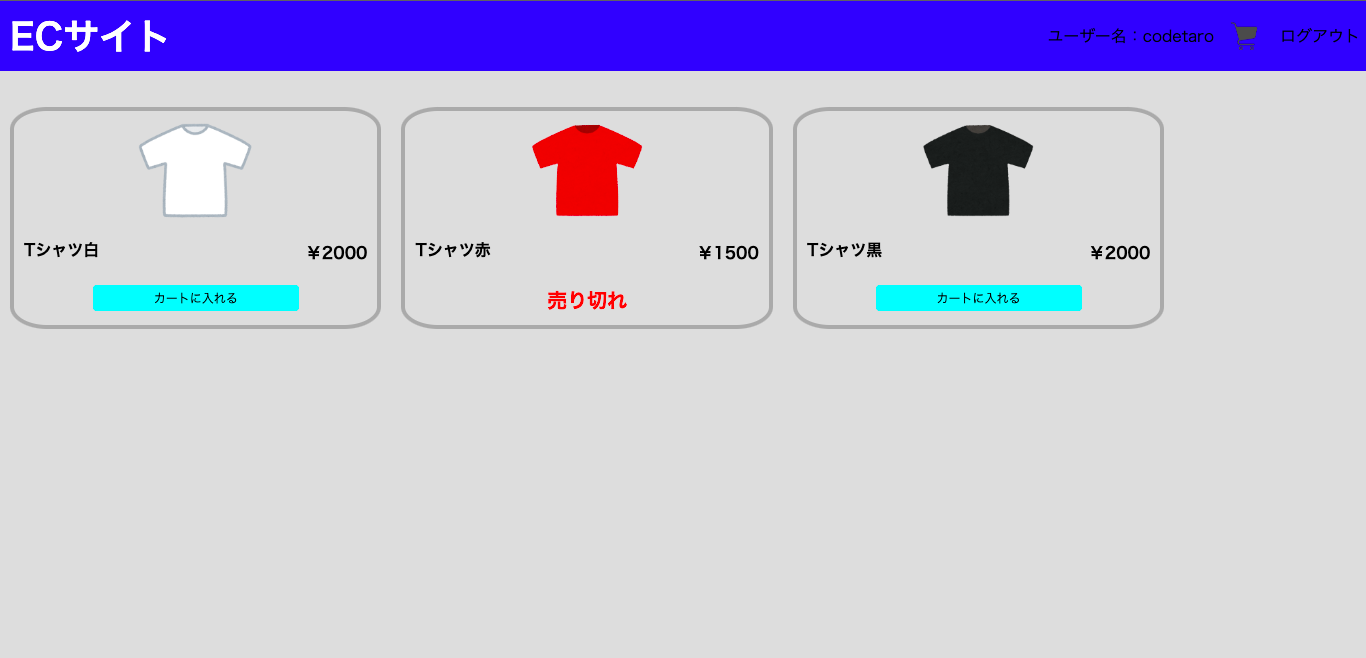 ECサイト
ユーザー名：codetaro ログアウト
Tシャツ白 ¥2000
カートに入れる
Tシャツ赤 ¥1500
売り切れ
Tシャツ黒 ¥2000
カートに入れる